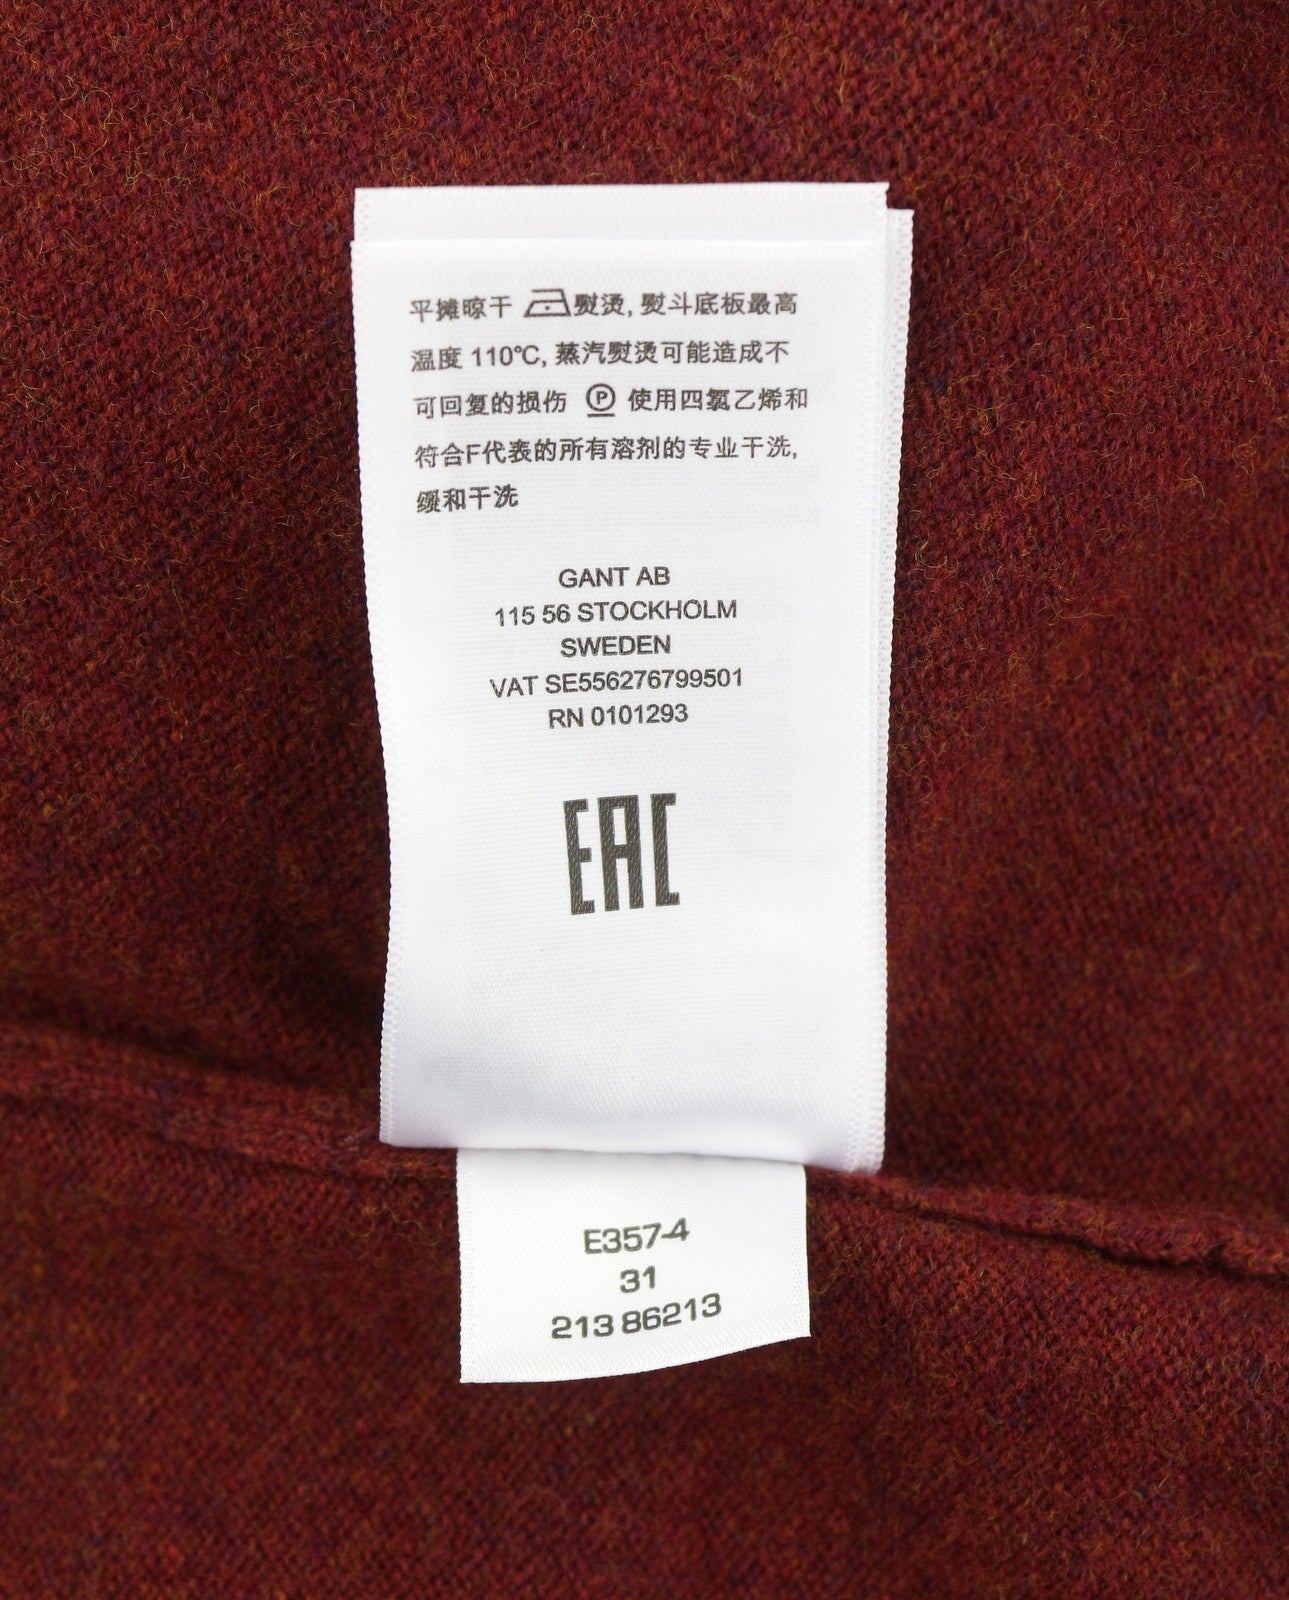 平摊晾干 熨烫, 熨斗底板最高
温度 110℃, 蒸汽熨烫可能造成不
可回复的损伤 Ⓟ 使用四氯乙烯和
符合F代表的所有溶剂的专业干洗,
缓和干洗
GANT AB
115 56 STOCKHOLM
SWEDEN
VAT SE556276799501
RN 0101293
EAC
E357-4
31
213 86213